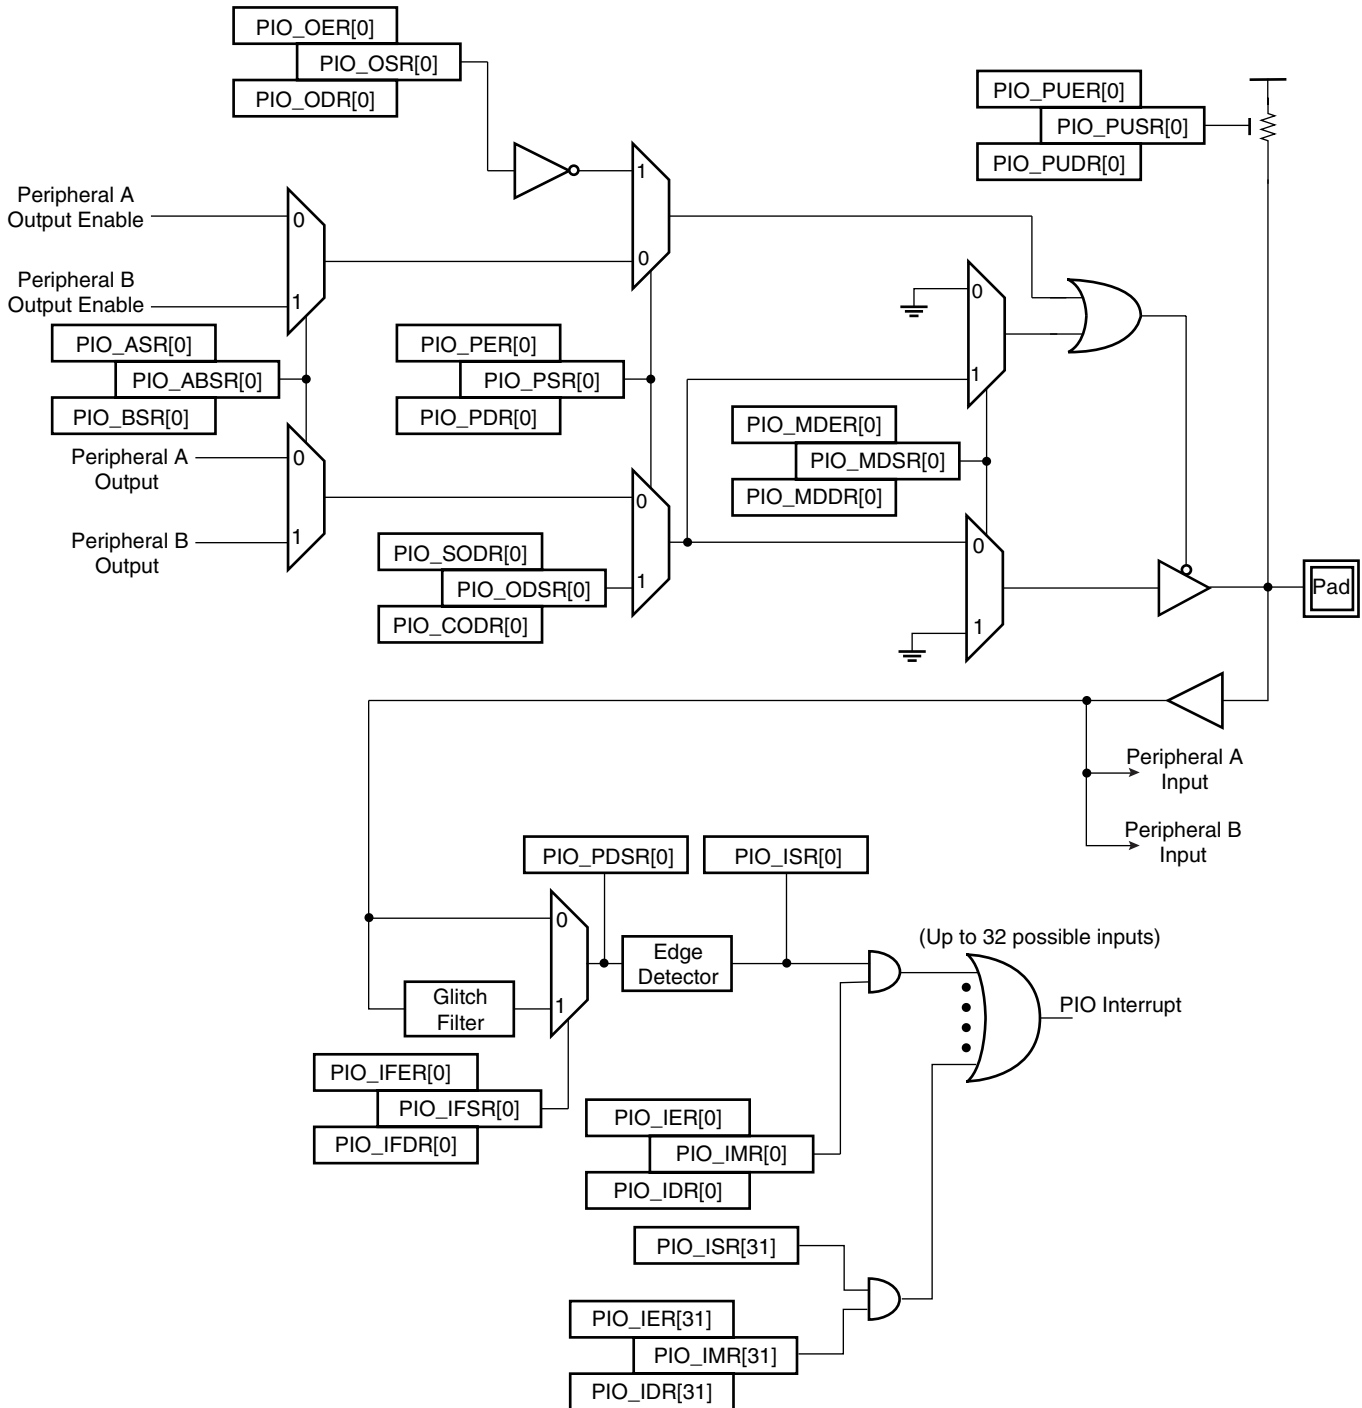 PIO_OER[0]
PIO_OSR[0]
PIO_ODR[0]
PIO_PUER[0]
PIO_PUSR[0]
PIO_PUDR[0]
1
0
Peripheral A
Output Enable
0
Peripheral B
Output Enable
1
PIO_ASR[0]
PIO_ABSR[0]
PIO_BSR[0]
PIO_PER[0]
PIO_PSR[0]
PIO_PDR[0]
0
1
PIO_MDER[0]
PIO_MDSR[0]
PIO_MDDR[0]
Peripheral A
Output
0
Peripheral B
Output
1
0
1
PIO_SODR[0]
PIO_ODSR[0]
PIO_CODR[0]
0
1
Pad
Peripheral A
Input
Peripheral B
Input
PIO_PDSR[0]
PIO_ISR[0]
0
1
Glitch
Filter
Edge
Detector
(Up to 32 possible inputs)
PIO Interrupt
PIO_IFER[0]
PIO_IFSR[0]
PIO_IFDR[0]
PIO_IER[0]
PIO_IMR[0]
PIO_IDR[0]
PIO_ISR[31]
PIO_IER[31]
PIO_IMR[31]
PIO_IDR[31]